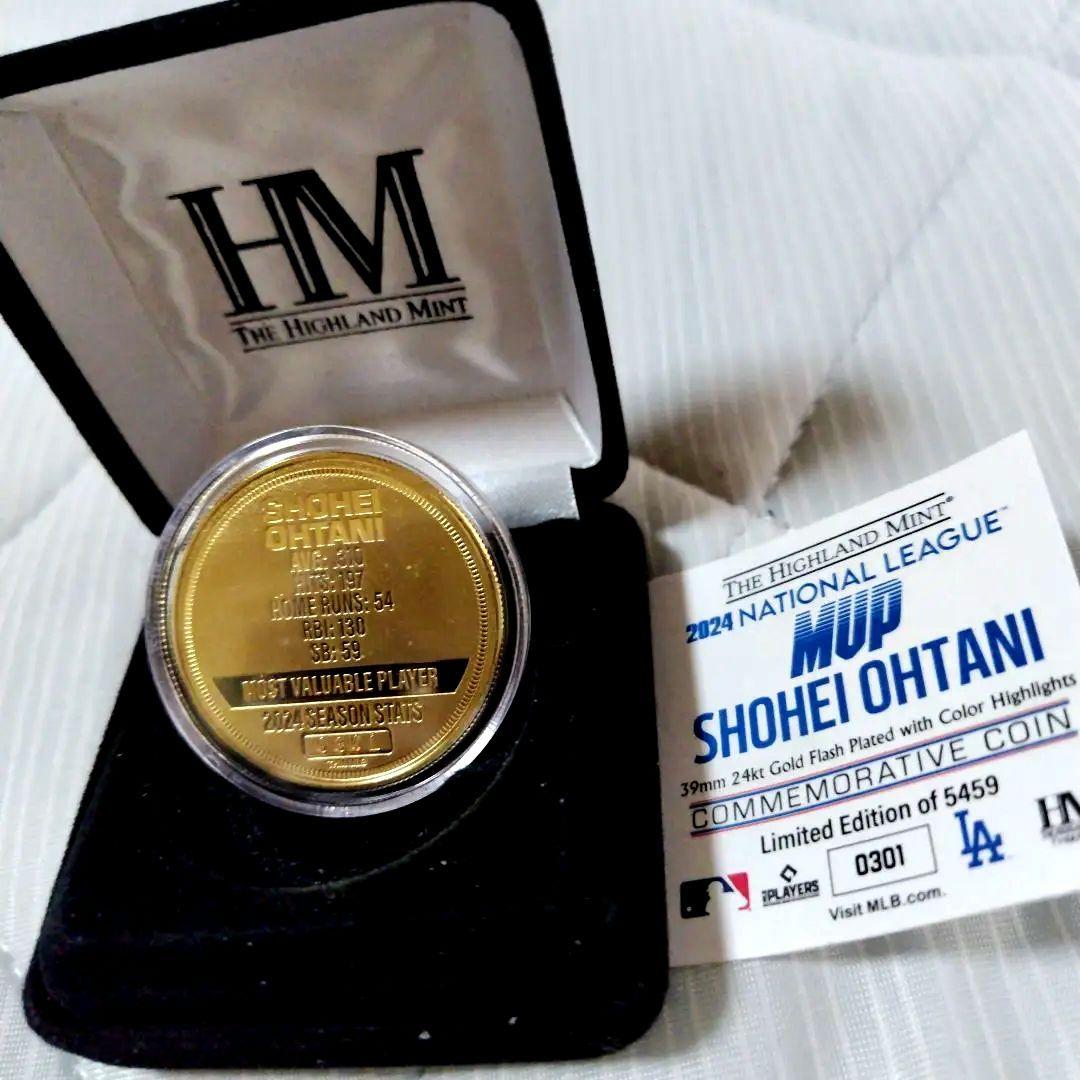 HM
THE HIGHLAND MINT
SHOHEI
OHTANI
AVG: .310
HITS: 197
HOME RUNS: 54
RBI: 130
SB: 59
MOST VALUABLE PLAYER
2024 SEASON STATS
THE HIGHLAND MINT®
2024 NATIONAL LEAGUE™
MVP
SHOHEI OHTANI
39mm 24kt Gold Flash Plated with Color Highlights
COMMEMORATIVE COIN
Limited Edition of 5459
0301
LA
HM
PLAYERS
Visit MLB.com.